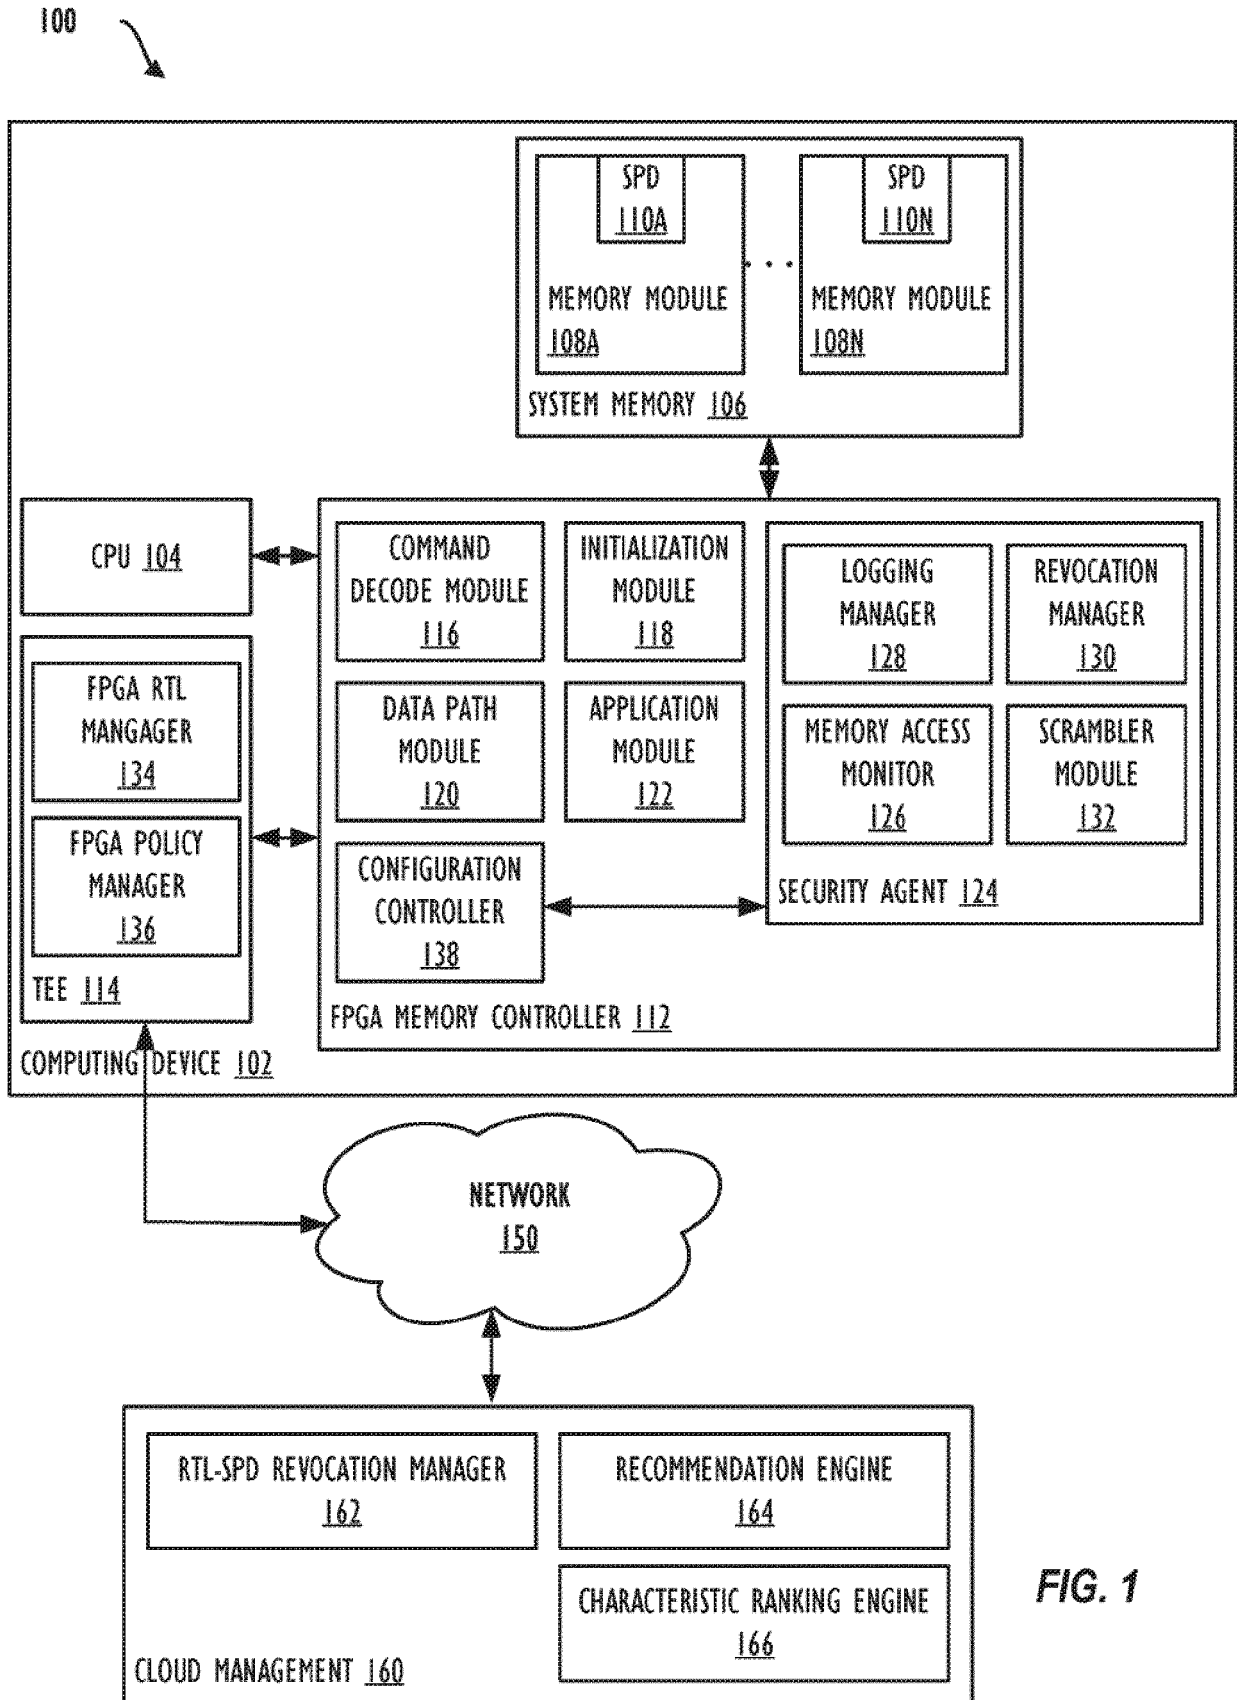 100
SPD
110A
MEMORY MODULE
108A
. . .
SPD
110N
MEMORY MODULE
108N
SYSTEM MEMORY 106
CPU 104
FPGA RTL
MANGAGER
134
FPGA POLICY
MANAGER
136
TEE 114
COMMAND
DECODE MODULE
116
INITIALIZATION
MODULE
118
DATA PATH
MODULE
120
APPLICATION
MODULE
122
CONFIGURATION
CONTROLLER
138
LOGGING
MANAGER
128
REVOCATION
MANAGER
130
MEMORY ACCESS
MONITOR
126
SCRAMBLER
MODULE
132
SECURITY AGENT 124
FPGA MEMORY CONTROLLER 112
COMPUTING DEVICE 102
NETWORK
150
RTL-SPD REVOCATION MANAGER
162
RECOMMENDATION ENGINE
164
CHARACTERISTIC RANKING ENGINE
166
CLOUD MANAGEMENT 160
FIG. 1